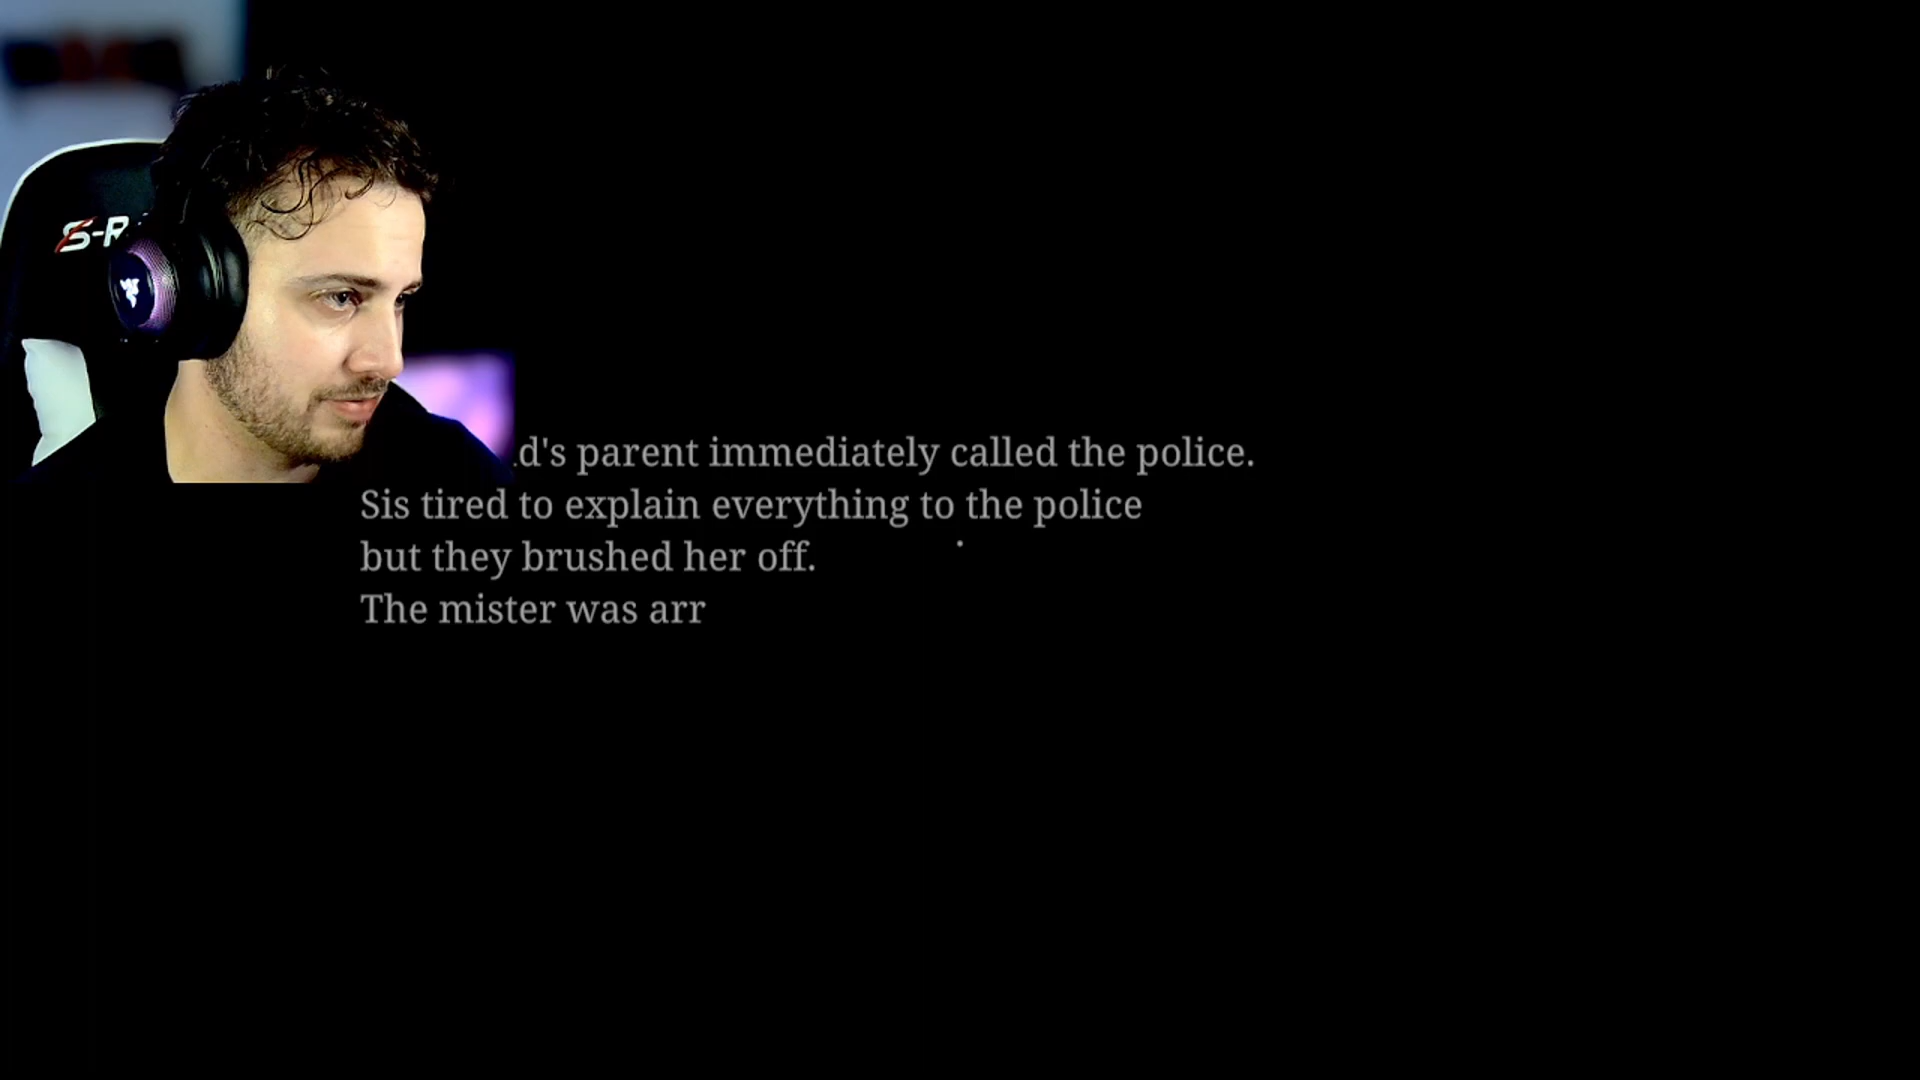 S-R
d's parent immediately called the police.
Sis tired to explain everything to the police
but they brushed her off.
The mister was arr